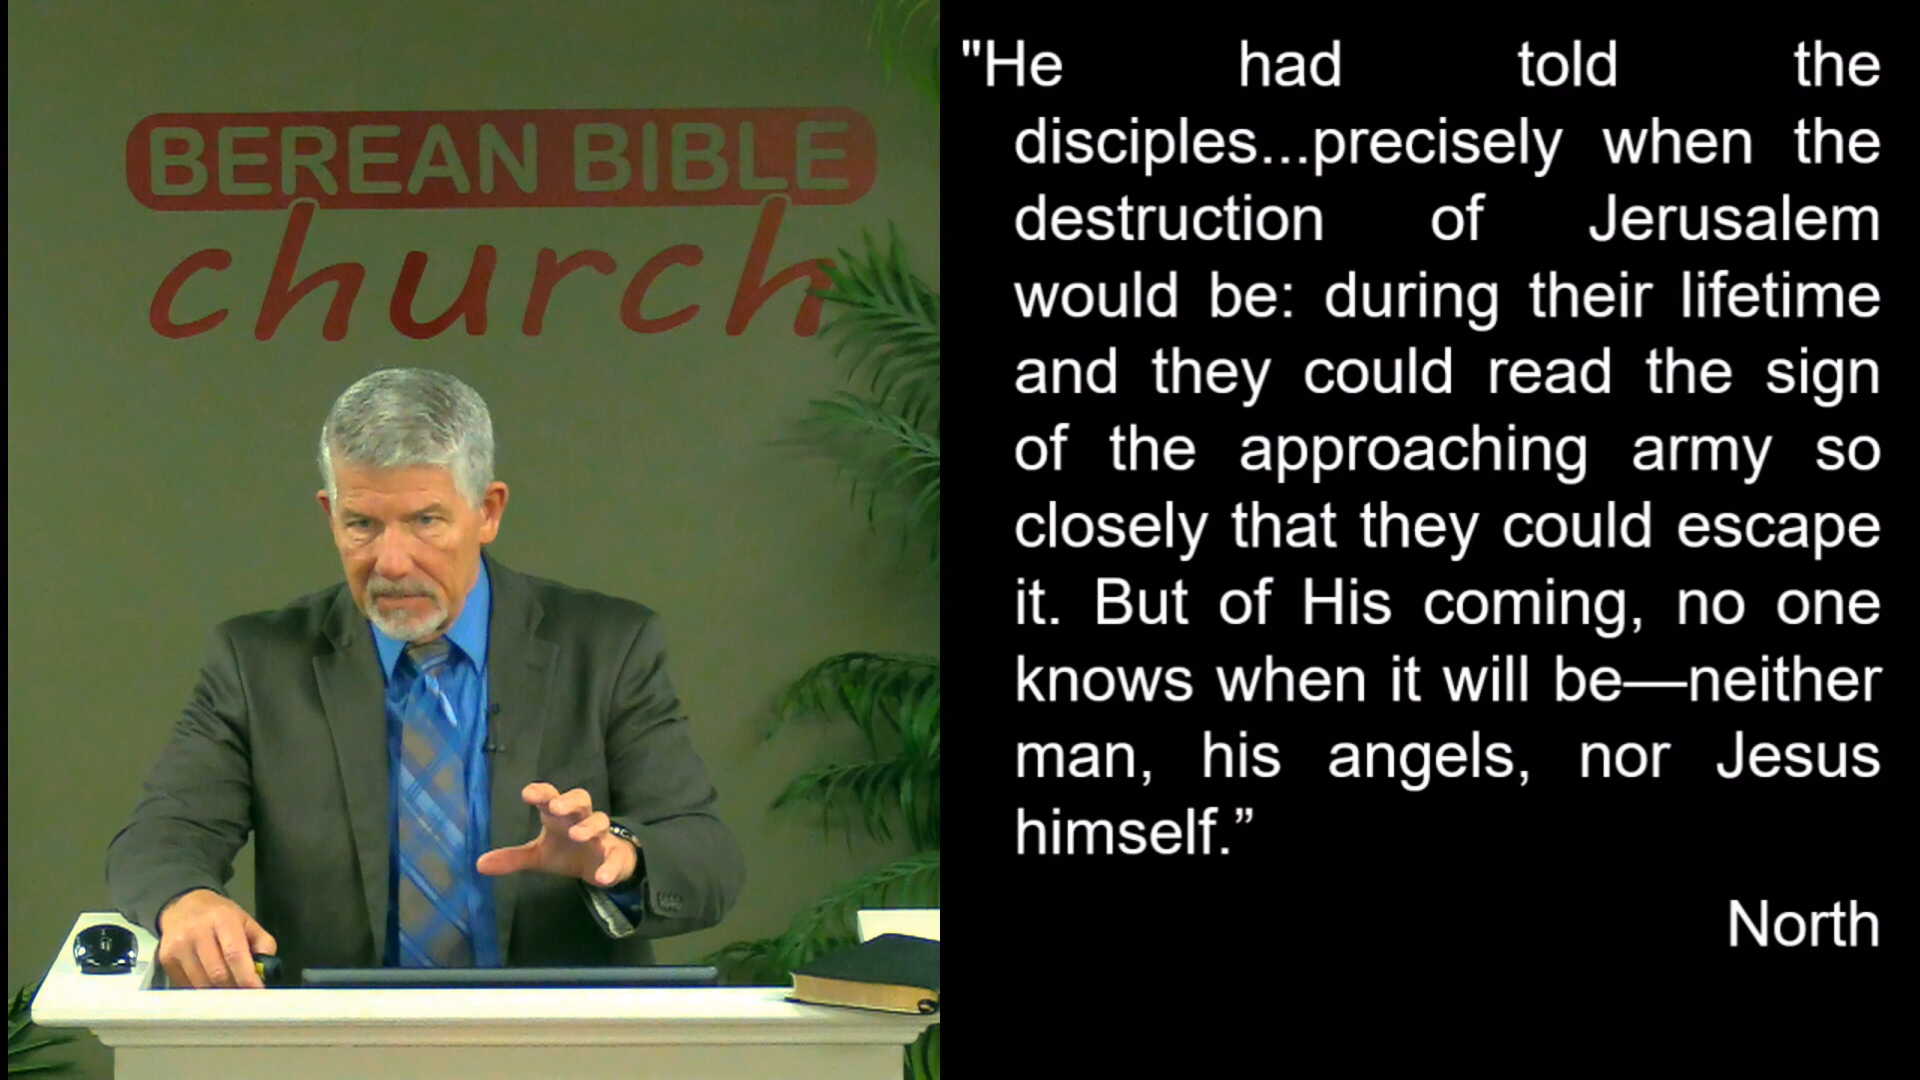 BEREAN BIBLE
church
"He had told the
disciples...precisely when the
destruction of Jerusalem
would be: during their lifetime
and they could read the sign
of the approaching army so
closely that they could escape
it. But of His coming, no one
knows when it will be—neither
man, his angels, nor Jesus
himself.”
North